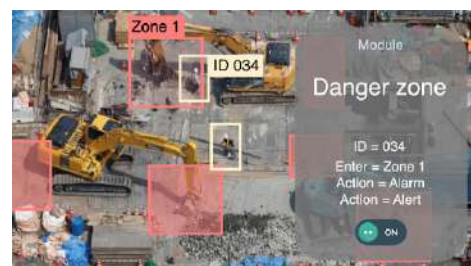 Zone 1
ID 034
Module
Danger zone
ID = 034
Enter = Zone 1
Action = Alarm
Action = Alert
ON